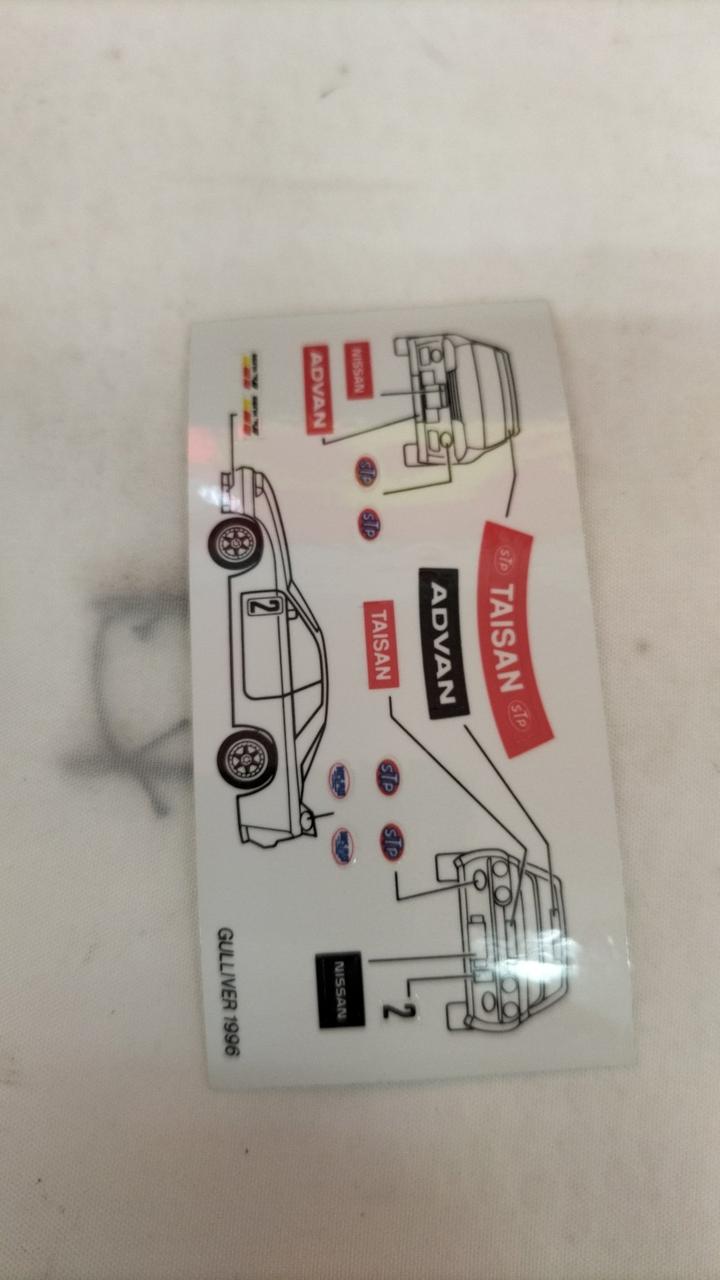 NISSAN
ADVAN
STP
STP
2
STP TAISAN STP
ADVAN
TAISAN
STP
STP
NISSAN
2
GULLIVER 1996